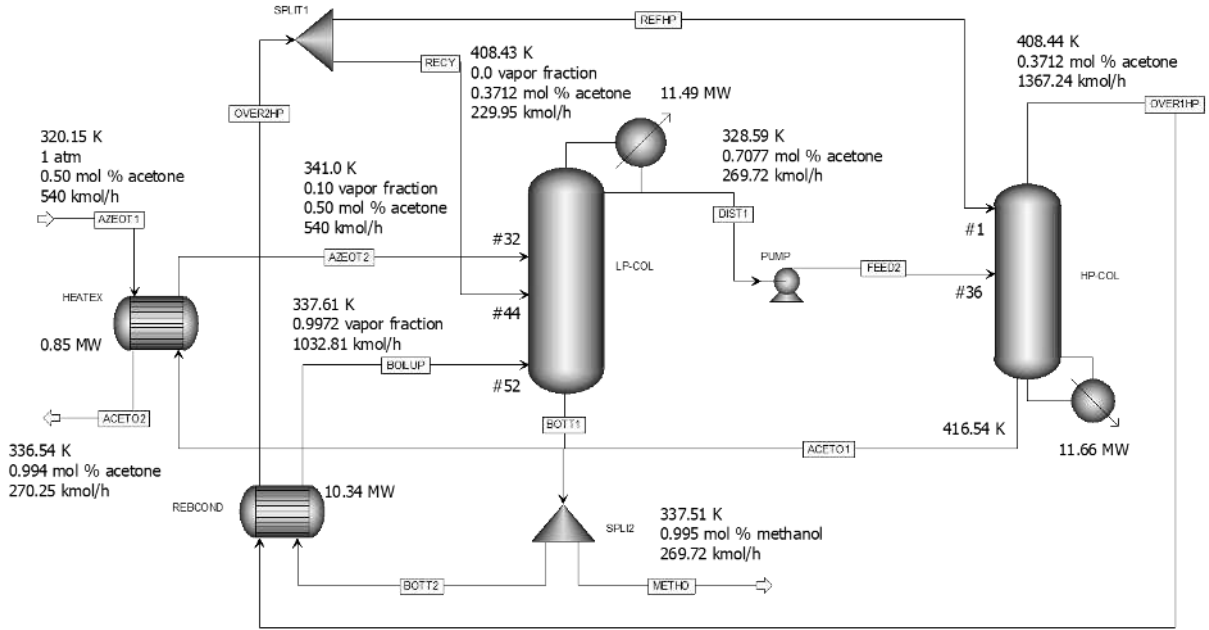 SPLIT1
REFHP
RECY
408.43 K
0.0 vapor fraction
0.3712 mol % acetone
229.95 kmol/h
408.44 K
0.3712 mol % acetone
1367.24 kmol/h
OVER1HP
OVER2HP
11.49 MW
320.15 K
1 atm
0.50 mol % acetone
540 kmol/h
AZEOT1
341.0 K
0.10 vapor fraction
0.50 mol % acetone
540 kmol/h
AZEOT2
328.59 K
0.7077 mol % acetone
269.72 kmol/h
DIST1
#32
#44
#52
LP-COL
PUMP
FEED2
#1
#36
HP-COL
HEATEX
0.85 MW
337.61 K
0.9972 vapor fraction
1032.81 kmol/h
BOILUP
ACETO2
336.54 K
0.994 mol % acetone
270.25 kmol/h
BOTT1
ACETO1
416.54 K
11.66 MW
REBCOND
10.34 MW
SPLI2
337.51 K
0.995 mol % methanol
269.72 kmol/h
BOTT2
METHO